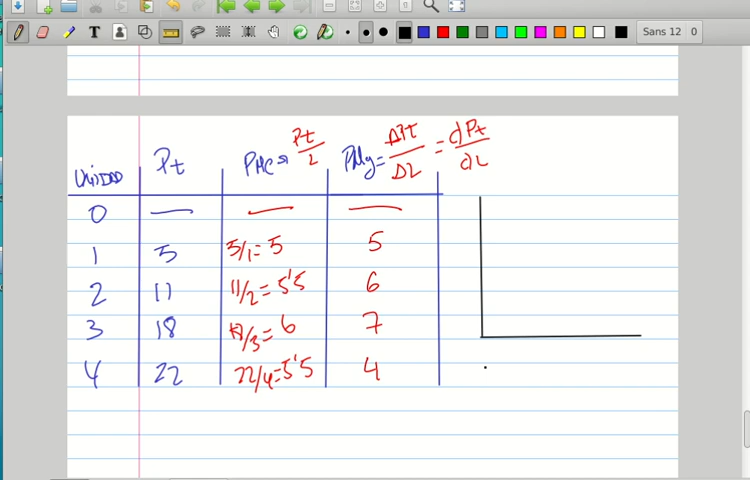 Sans 12 0
Unidad Pt PMe = Pt/L PMg = ΔPt/ΔL = dPt/dL
0 — — —
1 5 5/1 = 5 5
2 11 11/2 = 5'5 6
3 18 18/3 = 6 7
4 22 22/4 = 5'5 4